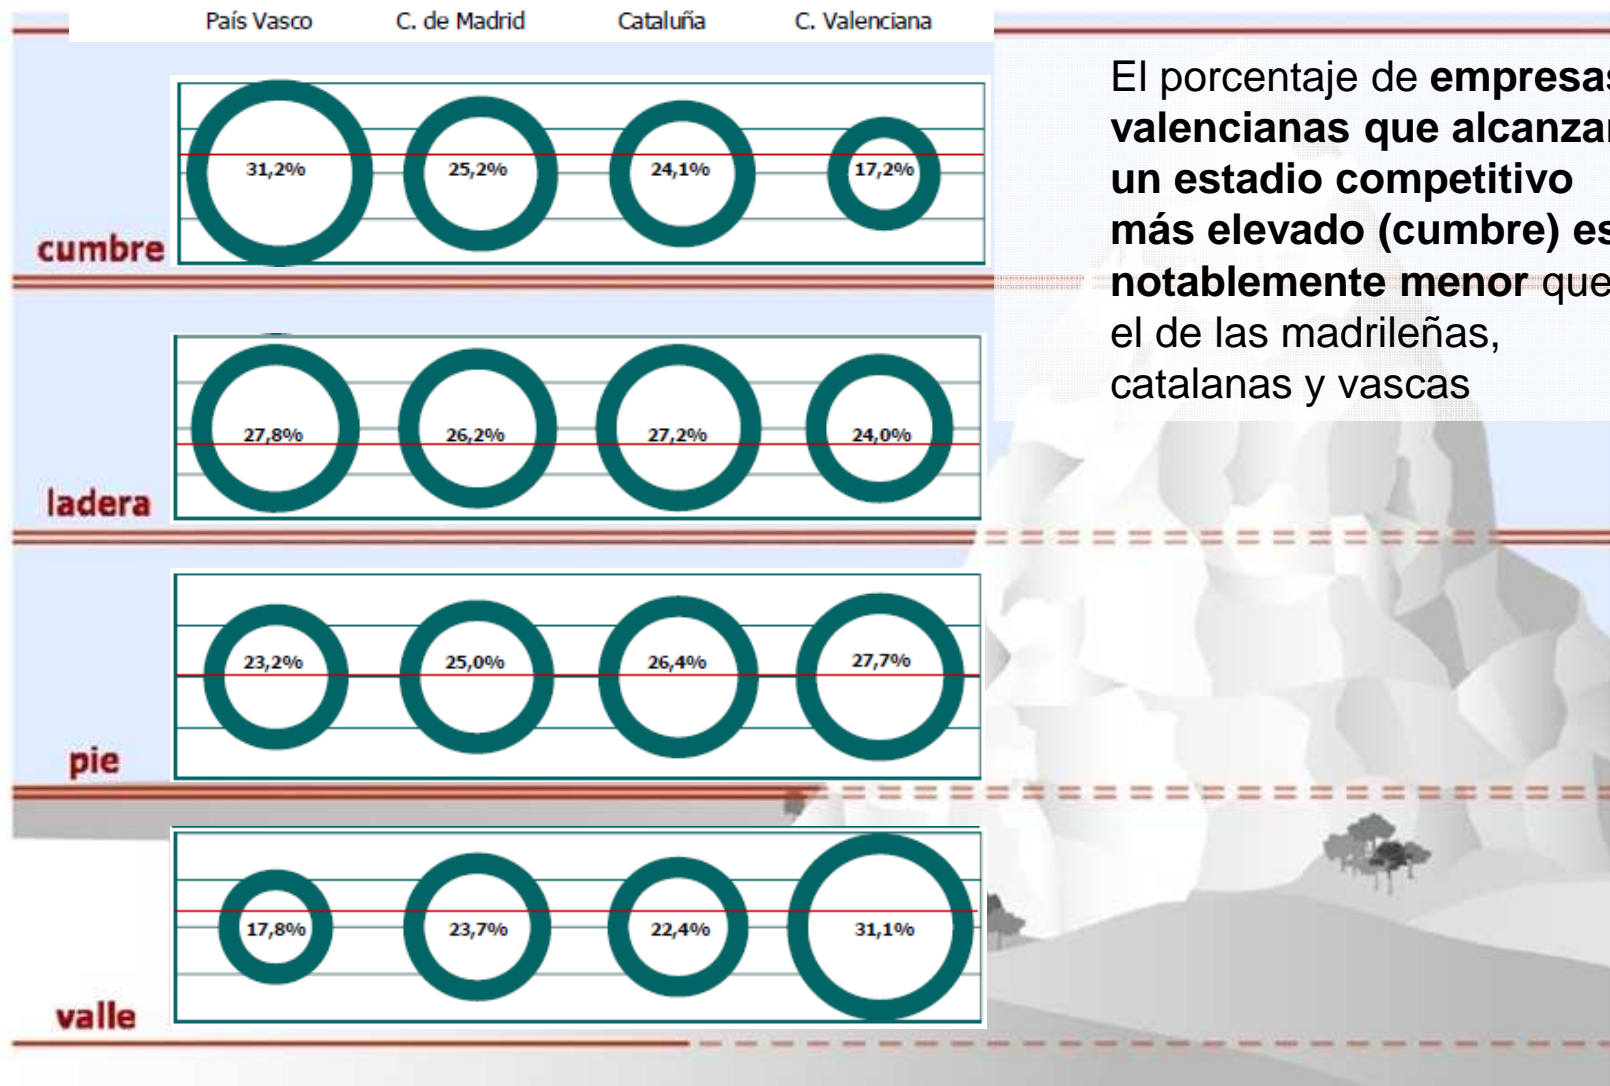 País Vasco C. de Madrid Cataluña C. Valenciana
El porcentaje de empresas
valencianas que alcanzan
un estadio competitivo
más elevado (cumbre) es
notablemente menor que
el de las madrileñas,
catalanas y vascas
31,2% 25,2% 24,1% 17,2%
cumbre
27,8% 26,2% 27,2% 24,0%
ladera
23,2% 25,0% 26,4% 27,7%
pie
17,8% 23,7% 22,4% 31,1%
valle